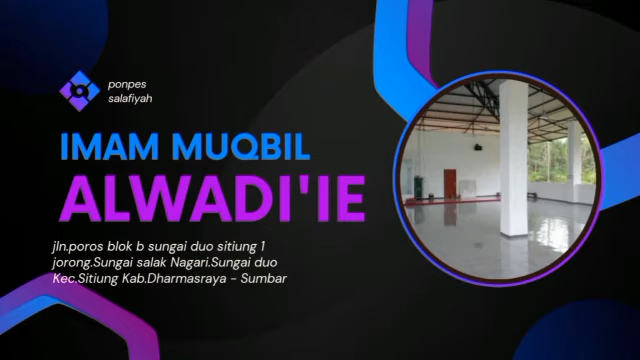 ponpes
salafiyah
IMAM MUQBIL
ALWADI'IE
jln.poros blok b sungai duo sitiung 1
jorong.Sungai salak Nagari.Sungai duo
Kec.Sitiung Kab.Dharmasraya - Sumbar